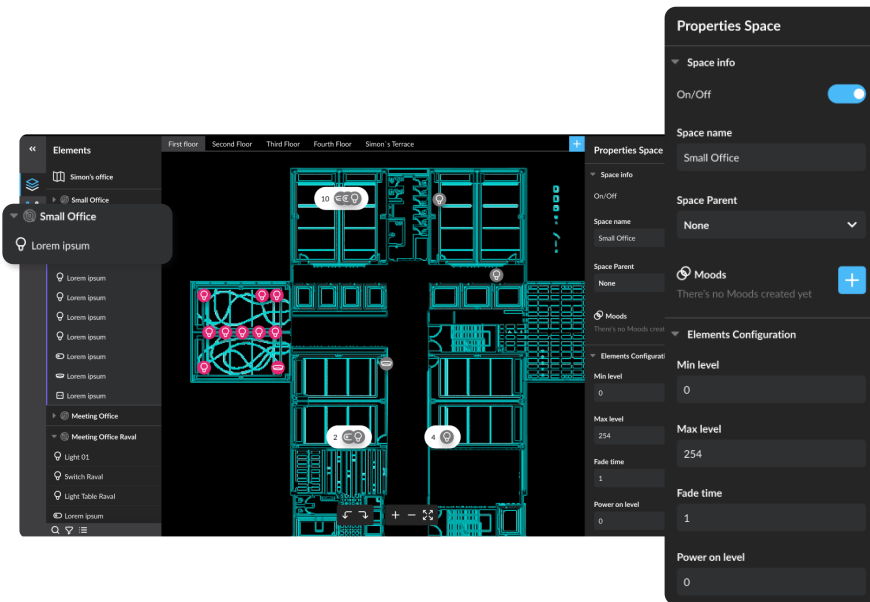 Elements
Simon's office
Small Office
Small Office
Lorem ipsum
Lorem ipsum
Lorem ipsum
Lorem ipsum
Lorem ipsum
Lorem ipsum
Lorem ipsum
Lorem ipsum
Meeting Office
Meeting Office Raval
Light 01
Switch Raval
Light Table Raval
Lorem ipsum
First floor
Second Floor
Third Floor
Fourth Floor
Simon`s Terrace
10
2
4
Properties Space
Space info
On/Off
Space name
Small Office
Space Parent
None
Moods
There's no Moods creat
Elements Configurati
Min level
0
Max level
254
Fade time
1
Power on level
0
Properties Space
Space info
On/Off
Space name
Small Office
Space Parent
None
Moods
There's no Moods created yet
Elements Configuration
Min level
0
Max level
254
Fade time
1
Power on level
0